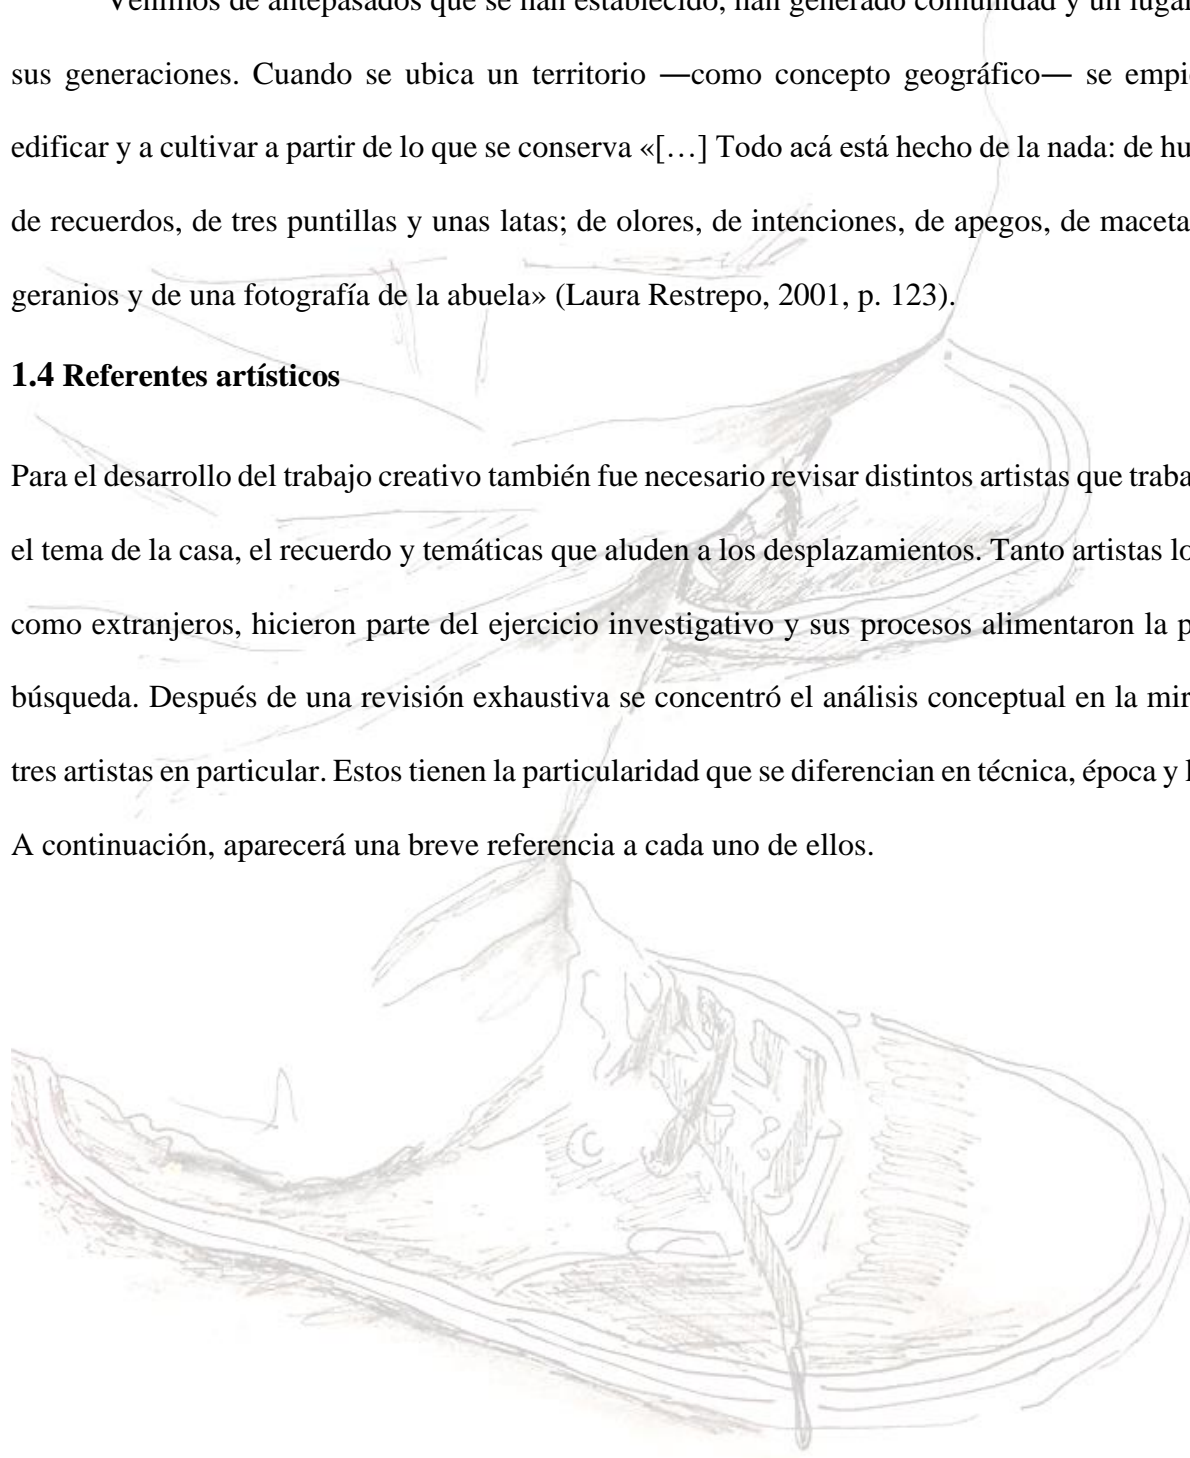 Venimos de antepasados que se han establecido, han generado comunidad y un lugar
sus generaciones. Cuando se ubica un territorio —como concepto geográfico— se
edificar y a cultivar a partir de lo que se conserva «[…] Todo acá está hecho de la nada: de
de recuerdos, de tres puntillas y unas latas; de olores, de intenciones, de apegos, de
geranios y de una fotografía de la abuela» (Laura Restrepo, 2001, p. 123).
1.4 Referentes artísticos
Para el desarrollo del trabajo creativo también fue necesario revisar distintos artistas que
el tema de la casa, el recuerdo y temáticas que aluden a los desplazamientos. Tanto artistas
como extranjeros, hicieron parte del ejercicio investigativo y sus procesos alimentaron la
búsqueda. Después de una revisión exhaustiva se concentró el análisis conceptual en la
tres artistas en particular. Estos tienen la particularidad que se diferencian en técnica, época y
A continuación, aparecerá una breve referencia a cada uno de ellos.